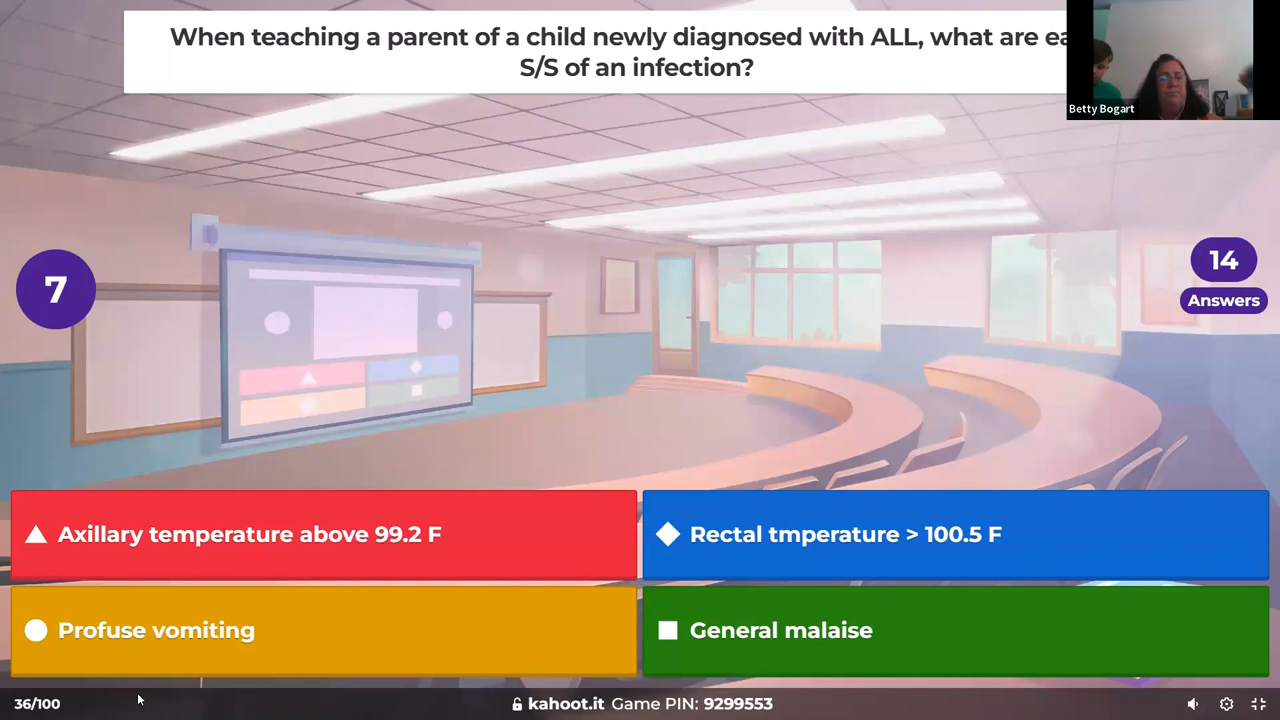 When teaching a parent of a child newly diagnosed with ALL, what are
S/S of an infection?
Betty Bogart
7
14
Answers
Axillary temperature above 99.2 F
Rectal tmperature > 100.5 F
Profuse vomiting
General malaise
36/100
kahoot.it Game PIN: 9299553